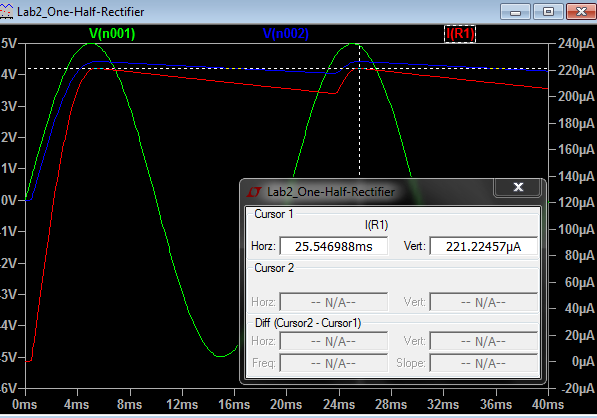 Lab2_One-Half-Rectifier
V(n001) V(n002) I(R1)
5V 240µA
4V 220µA
3V 200µA
2V 180µA
1V 160µA
0V 140µA
-1V 120µA
-2V 100µA
-3V 80µA
-4V 60µA
-5V 40µA
-6V 20µA
0µA
-20µA
0ms 4ms 8ms 12ms 16ms 20ms 24ms 28ms 32ms 36ms 40ms
Lab2_One-Half-Rectifier
Cursor 1
I(R1)
Horz: 25.546988ms Vert: 221.22457µA
Cursor 2
Horz: -- N/A-- Vert: -- N/A--
Diff (Cursor2 - Cursor1)
Horz: -- N/A-- Vert: -- N/A--
Freq: -- N/A-- Slope: -- N/A--